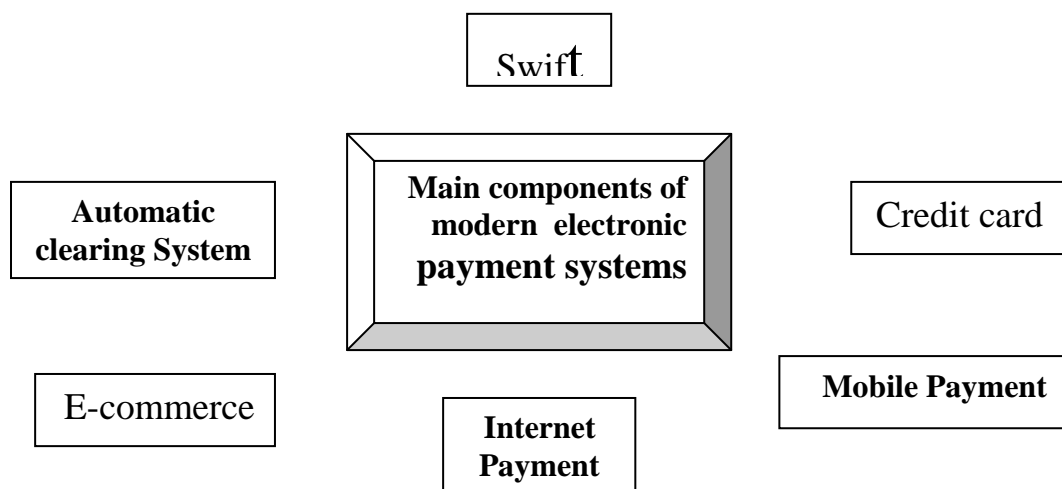 Swift
Main components of
modern electronic
payment systems
Automatic
clearing System
Credit card
E-commerce
Internet
Payment
Mobile Payment